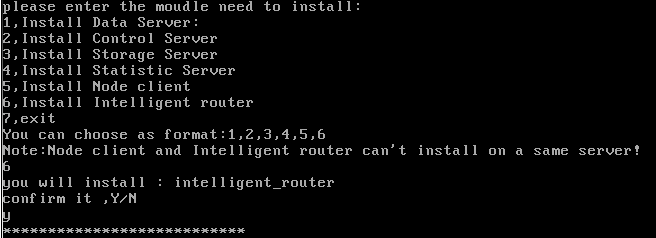 please enter the moudle need to install:
1,Install Data Server:
2,Install Control Server
3,Install Storage Server
4,Install Statistic Server
5,Install Node client
6,Install Intelligent router
7,exit
You can choose as format:1,2,3,4,5,6
Note:Node client and Intelligent router can't install on a same server!
6
you will install : intelligent_router
confirm it ,Y/N
y
***************************